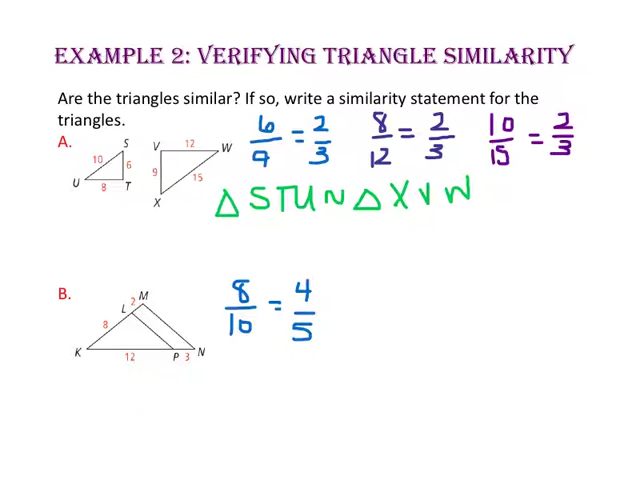 EXAMPLE 2: VERIFYING TRIANGLE SIMILARITY
Are the triangles similar? If so, write a similarity statement for the
triangles.
A.
S
10
6
U
8
T
V
12
W
9
15
X
6/9 = 2/3
8/12 = 2/3
10/15 = 2/3
△ STU ~ △ XVW
B.
M
2
L
8
K
12
P
3
N
8/10 = 4/5